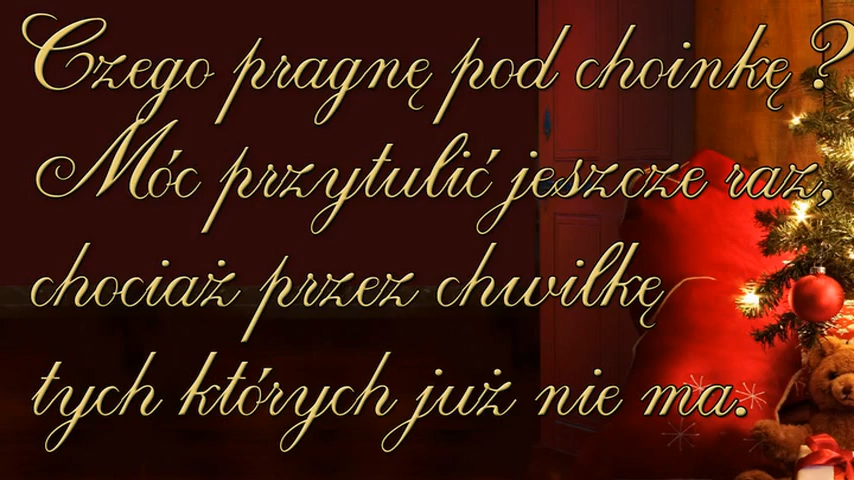 Czego pragnę pod choinkę ?
Móc przytulić jeszcze raz,
chociaż przez chwilkę
tych których już nie ma.